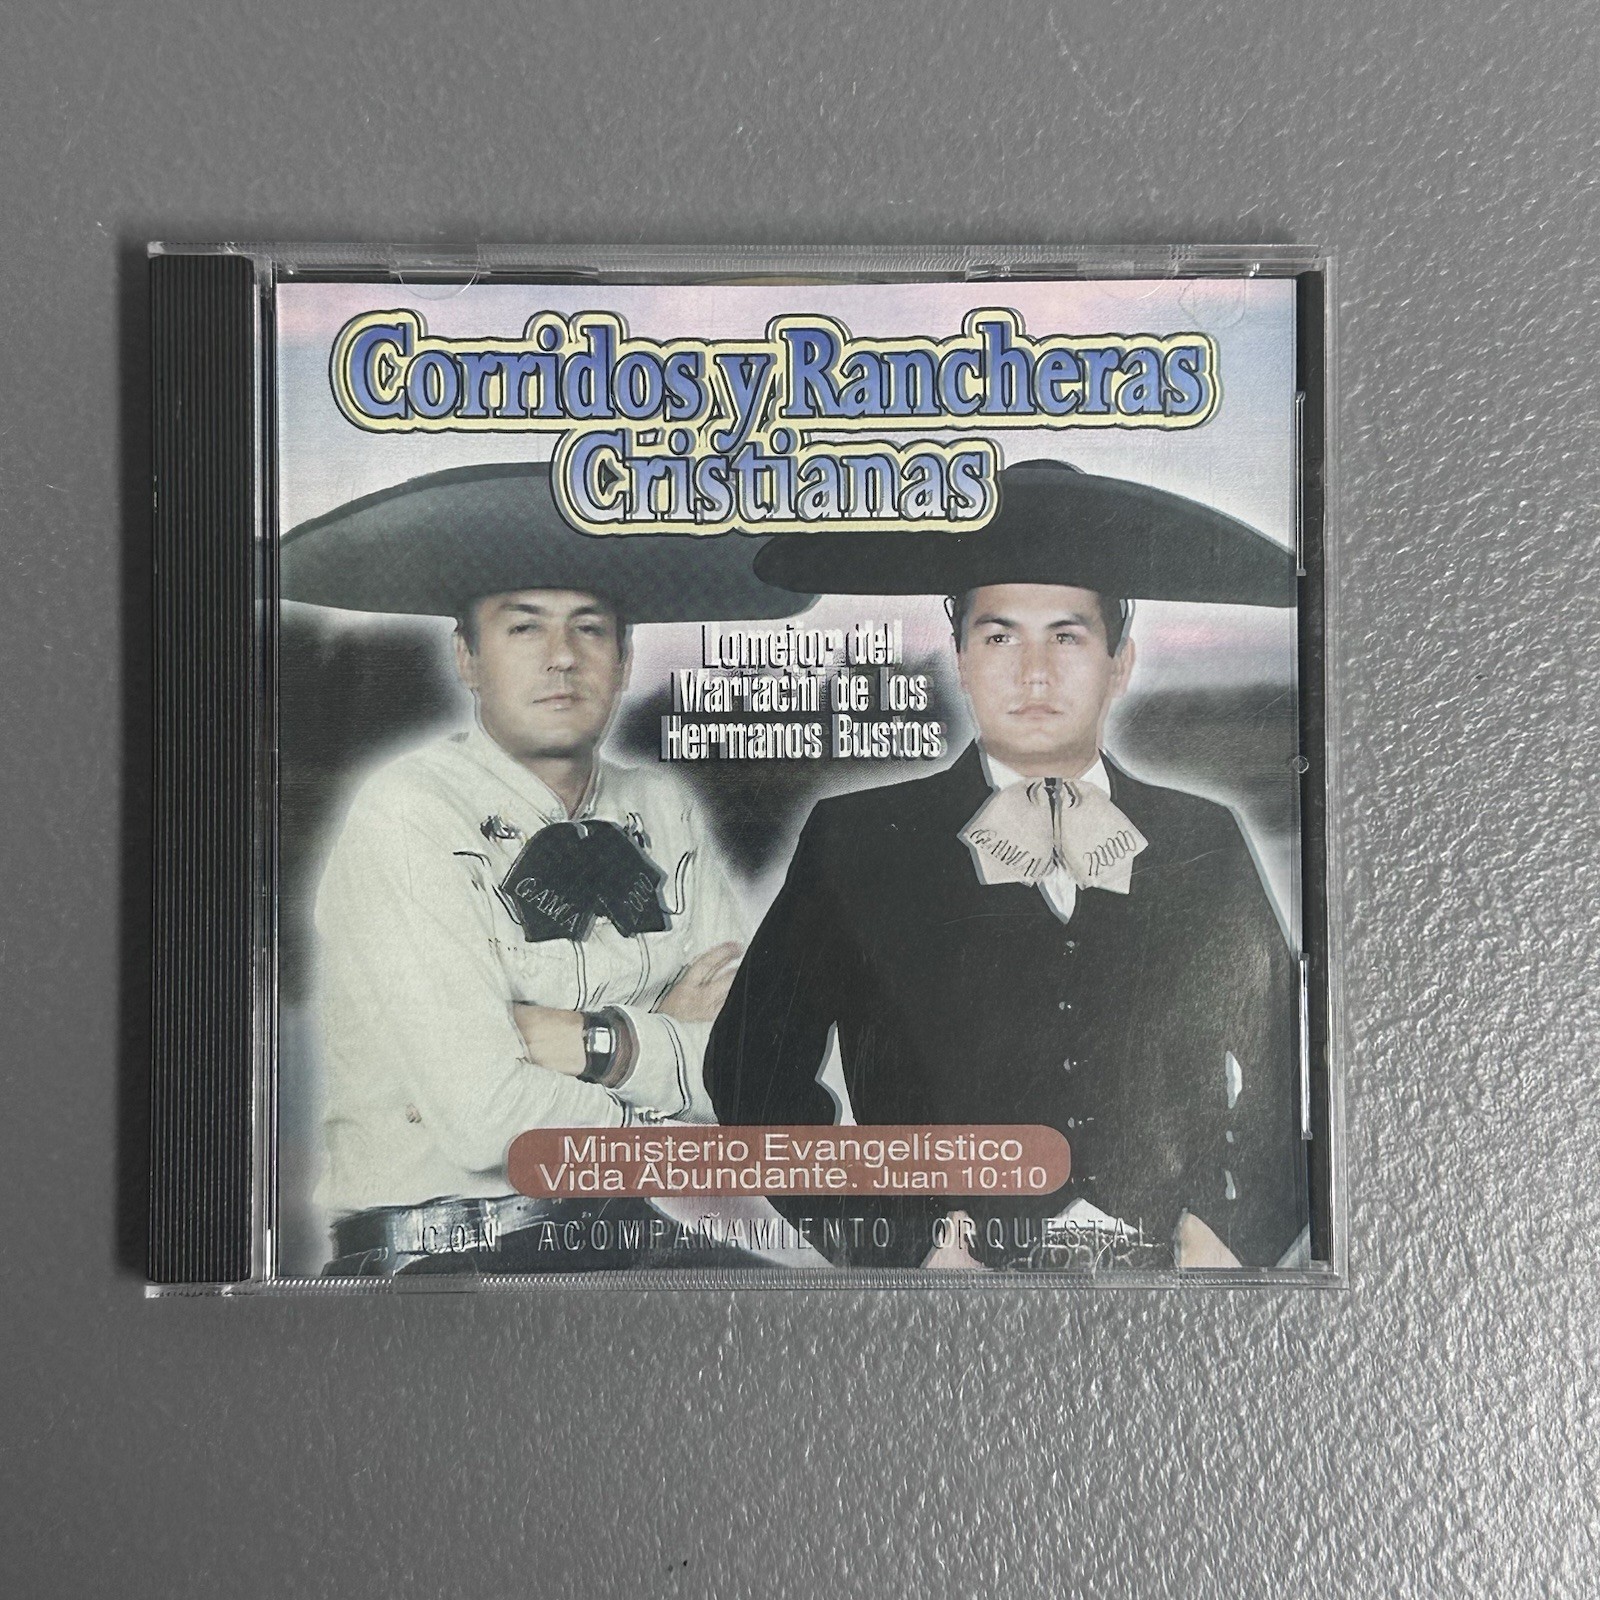 Corridos y Rancheras
Cristianas
Lo mejor del
Mariachi de los
Hermanos Bustos
GAMA 2000
GAMA 2000
Ministerio Evangelístico
Vida Abundante. Juan 10:10
CON ACOMPAÑAMIENTO ORQUESTAL